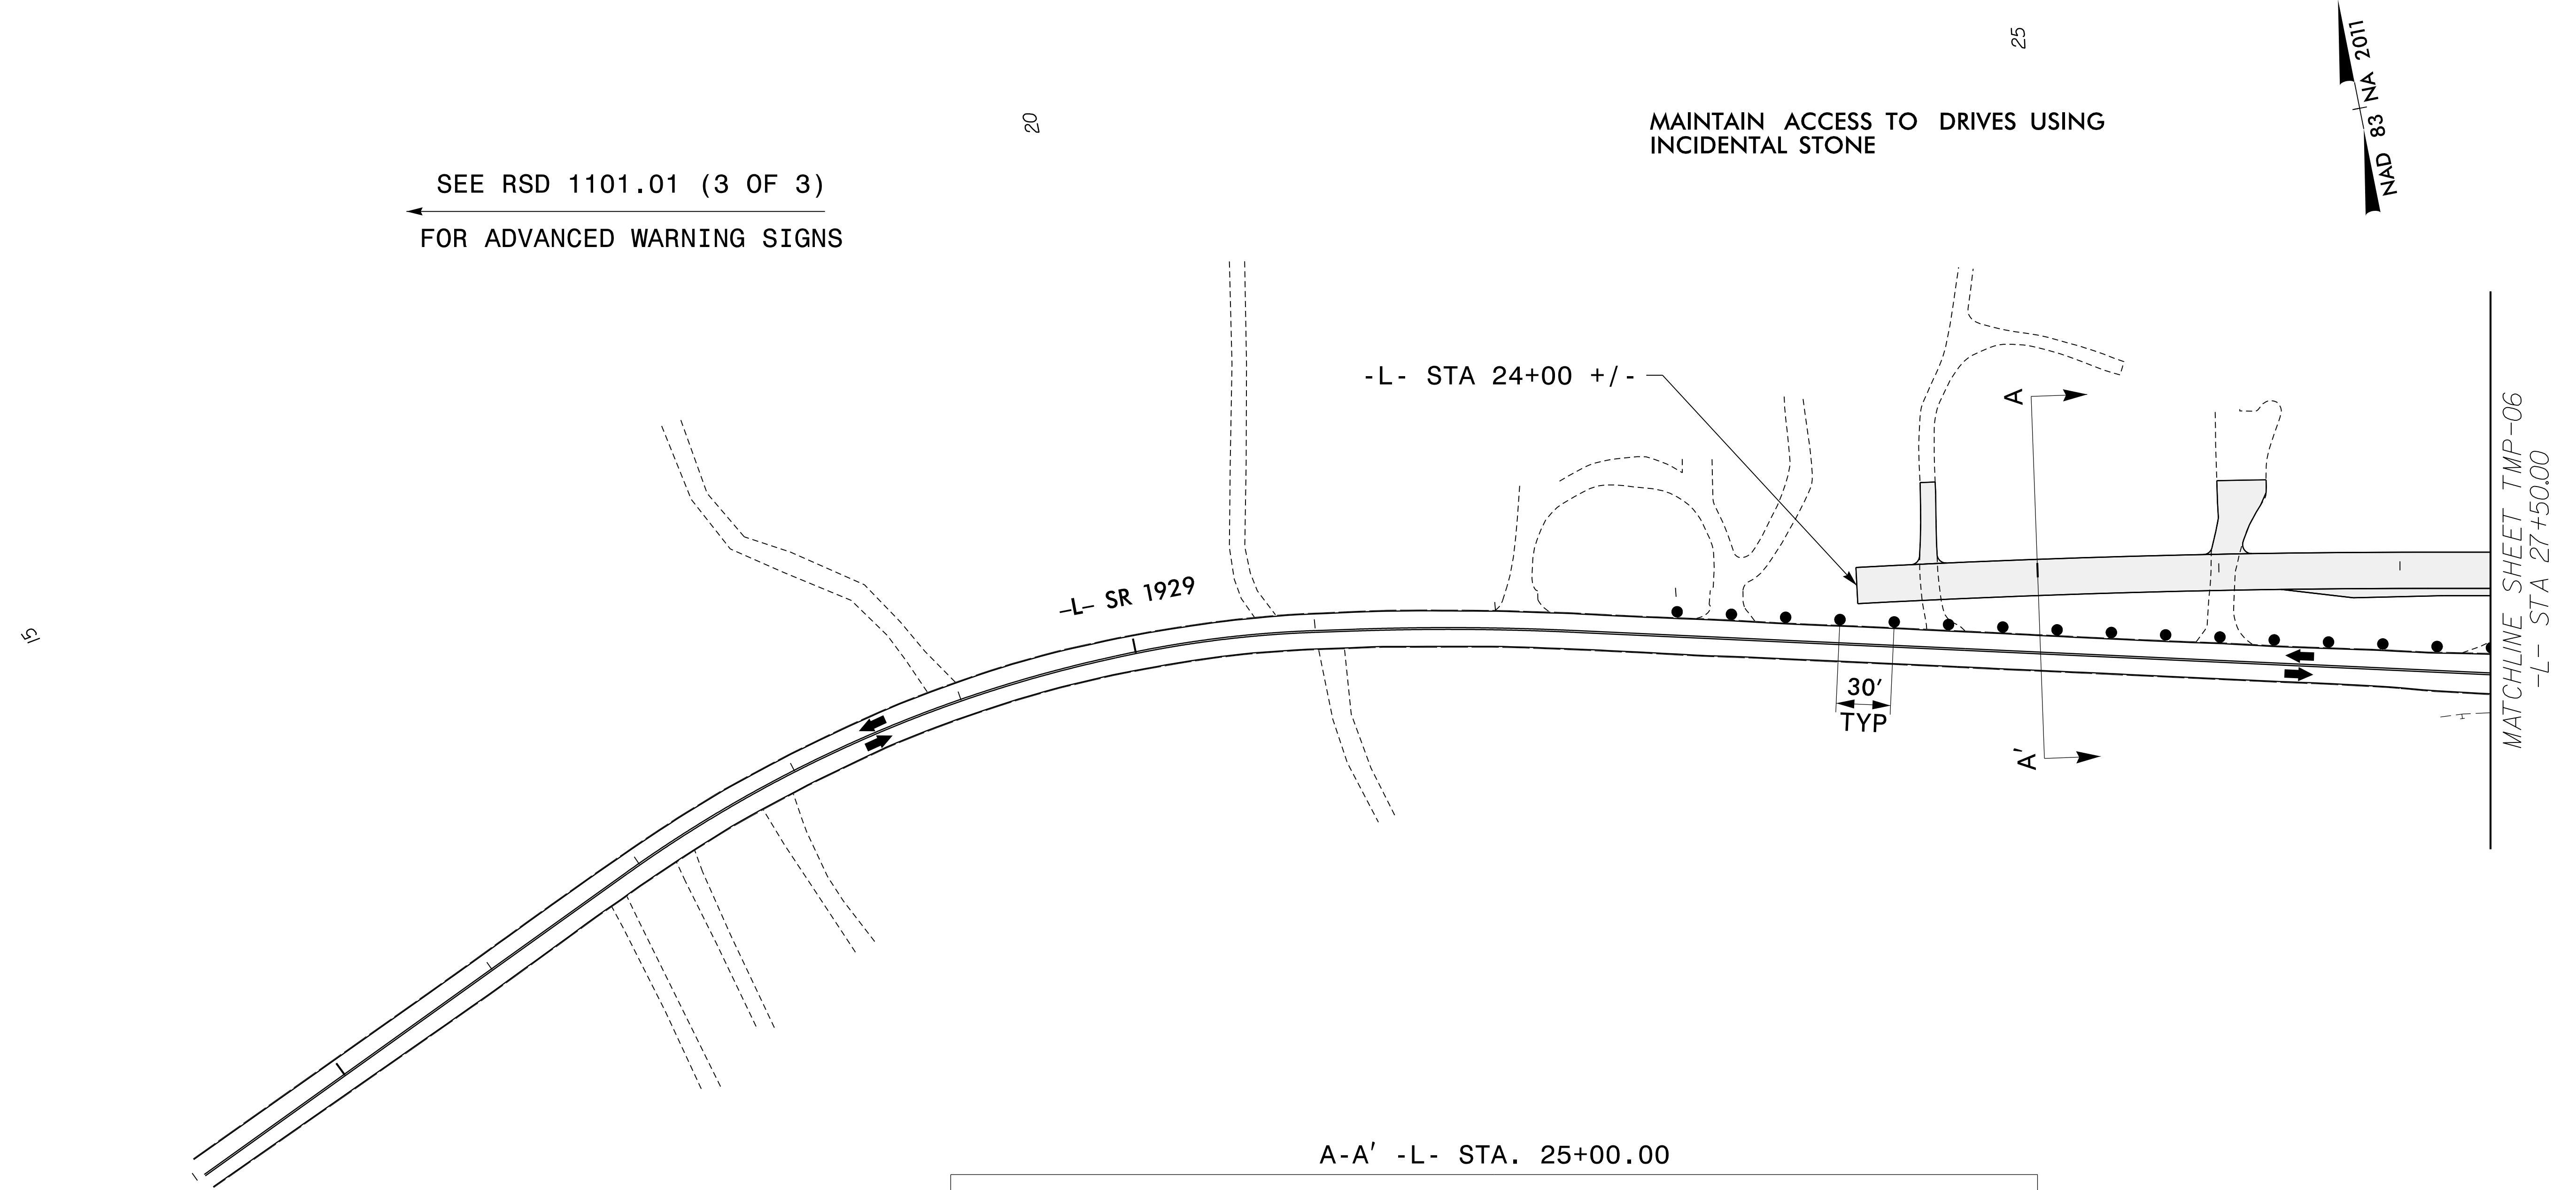 25
NAD 83 NA 2011
20
MAINTAIN ACCESS TO DRIVES USING
INCIDENTAL STONE
SEE RSD 1101.01 (3 OF 3)
FOR ADVANCED WARNING SIGNS
-L- STA 24+00 +/-
A
MATCHLINE SHEET TMP-06
-L- STA 27+50.00
-L- SR 1929
15
30'
TYP
A'
A-A' -L- STA. 25+00.00